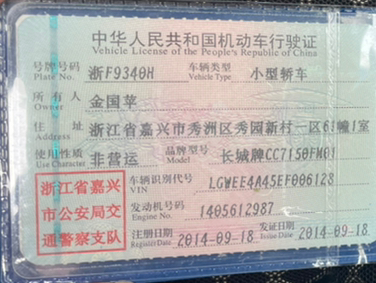 中华人民共和国机动车行驶证
Vehicle License of the People's Republic of China
号牌号码 Plate No. 浙F9340H 车辆类型 Vehicle Type 小型轿车
所有人 Owner 金国苹
住址 Address 浙江省嘉兴市秀洲区秀园新村一区61幢1室
使用性质 Use Character 非营运 品牌型号 Model 长城牌CC7150FM01
浙江省嘉兴市公安局交通警察支队
车辆识别代号 VIN LGWEE4A45EF006128
发动机号码 Engine No. 1405612987
注册日期 Register Date 2014-09-18 发证日期 Issue Date 2014-09-18